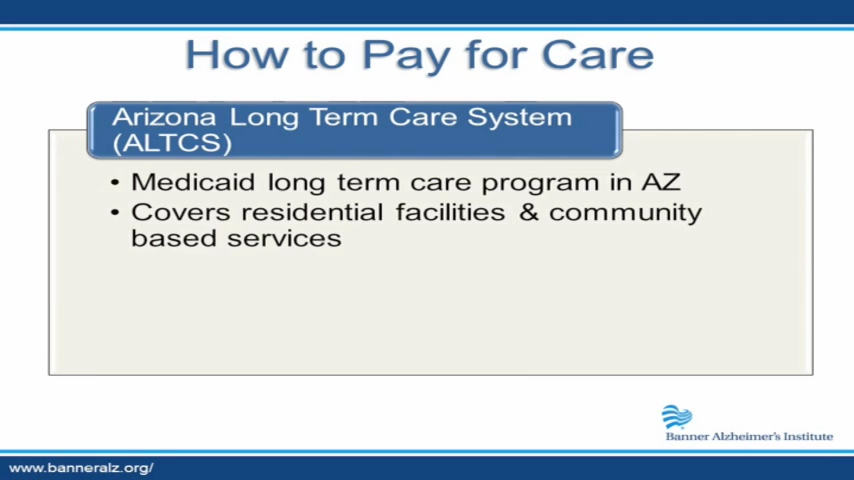 How to Pay for Care
Arizona Long Term Care System
(ALTCS)
• Medicaid long term care program in AZ
• Covers residential facilities & community
based services
Banner Alzheimer's Institute
www.banneralz.org/